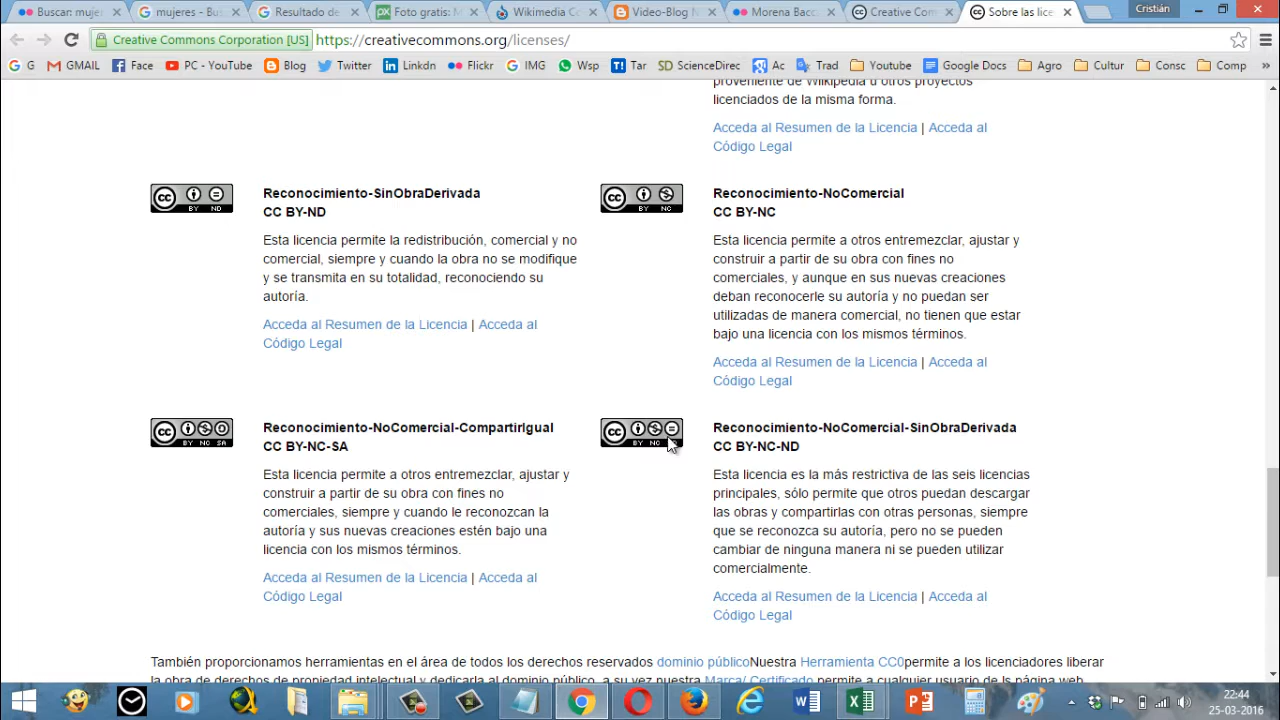 Buscar mujer
mujeres - Bus
Resultado de
Foto gratis: M
Wikimedia Co
Video-Blog N
Morena Bacc
Creative Com
Sobre las lice
Cristián
Creative Commons Corporation [US]
https://creativecommons.org/licenses/
G
GMAIL
Face
PC - YouTube
Blog
Twitter
Linkdn
Flickr
IMG
Wsp
Tar
ScienceDirec
Ac
Trad
Youtube
Google Docs
Agro
Cultur
Consc
Comp
»
proveniente de Wikipedia u otros proyectos
licenciados de la misma forma.
Acceda al Resumen de la Licencia | Acceda al
Código Legal
cc BY ND
Reconocimiento-SinObraDerivada
CC BY-ND
Esta licencia permite la redistribución, comercial y no
comercial, siempre y cuando la obra no se modifique
y se transmita en su totalidad, reconociendo su
autoría.
Acceda al Resumen de la Licencia | Acceda al
Código Legal
cc BY NC
Reconocimiento-NoComercial
CC BY-NC
Esta licencia permite a otros entremezclar, ajustar y
construir a partir de su obra con fines no
comerciales, y aunque en sus nuevas creaciones
deban reconocerle su autoría y no puedan ser
utilizadas de manera comercial, no tienen que estar
bajo una licencia con los mismos términos.
Acceda al Resumen de la Licencia | Acceda al
Código Legal
cc BY NC SA
Reconocimiento-NoComercial-CompartirIgual
CC BY-NC-SA
Esta licencia permite a otros entremezclar, ajustar y
construir a partir de su obra con fines no
comerciales, siempre y cuando le reconozcan la
autoría y sus nuevas creaciones estén bajo una
licencia con los mismos términos.
Acceda al Resumen de la Licencia | Acceda al
Código Legal
cc BY NC
Reconocimiento-NoComercial-SinObraDerivada
CC BY-NC-ND
Esta licencia es la más restrictiva de las seis licencias
principales, sólo permite que otros puedan descargar
las obras y compartirlas con otras personas, siempre
que se reconozca su autoría, pero no se pueden
cambiar de ninguna manera ni se pueden utilizar
comercialmente.
Acceda al Resumen de la Licencia | Acceda al
Código Legal
También proporcionamos herramientas en el área de todos los derechos reservados dominio públicoNuestra Herramienta CC0permite a los licenciadores liberar
la obra de derechos de propiedad intelectual y dedicarla al dominio público, a su vez nuestra Marca/ Certificado permite a cualquier usuario de la página web
22:44
25-03-2016